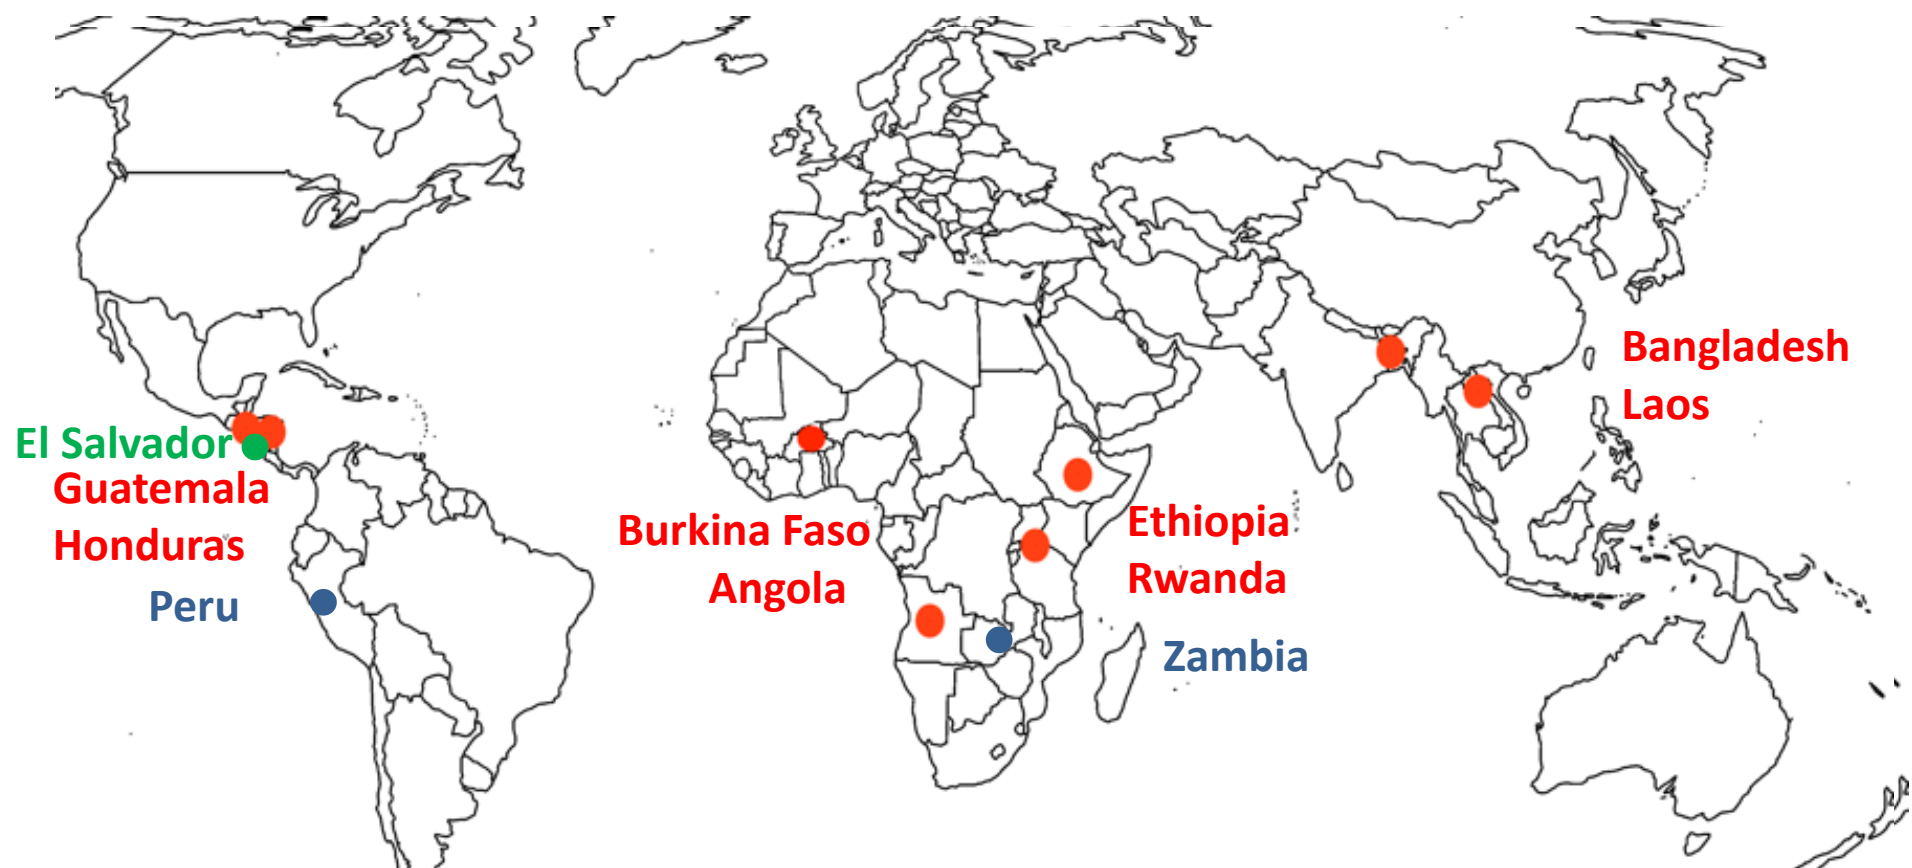 El Salvador
Guatemala
Honduras
Peru
Burkina Faso
Angola
Ethiopia
Rwanda
Zambia
Bangladesh
Laos